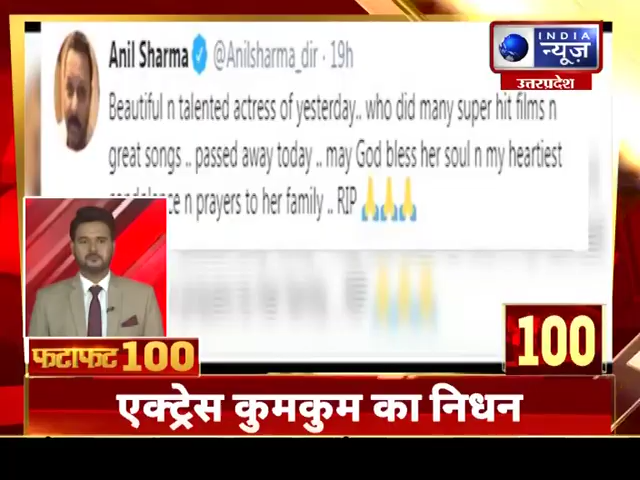 Anil Sharma @Anilsharma_dir · 19h
Beautiful n talented actress of yesterday.. who did many super hit films n
great songs .. passed away today .. may God bless her soul n my heartiest
n prayers to her family .. RIP 🙏🙏🙏
INDIA
न्यूज़
उत्तरप्रदेश
फटाफट 100
100
एक्ट्रेस कुमकुम का निधन